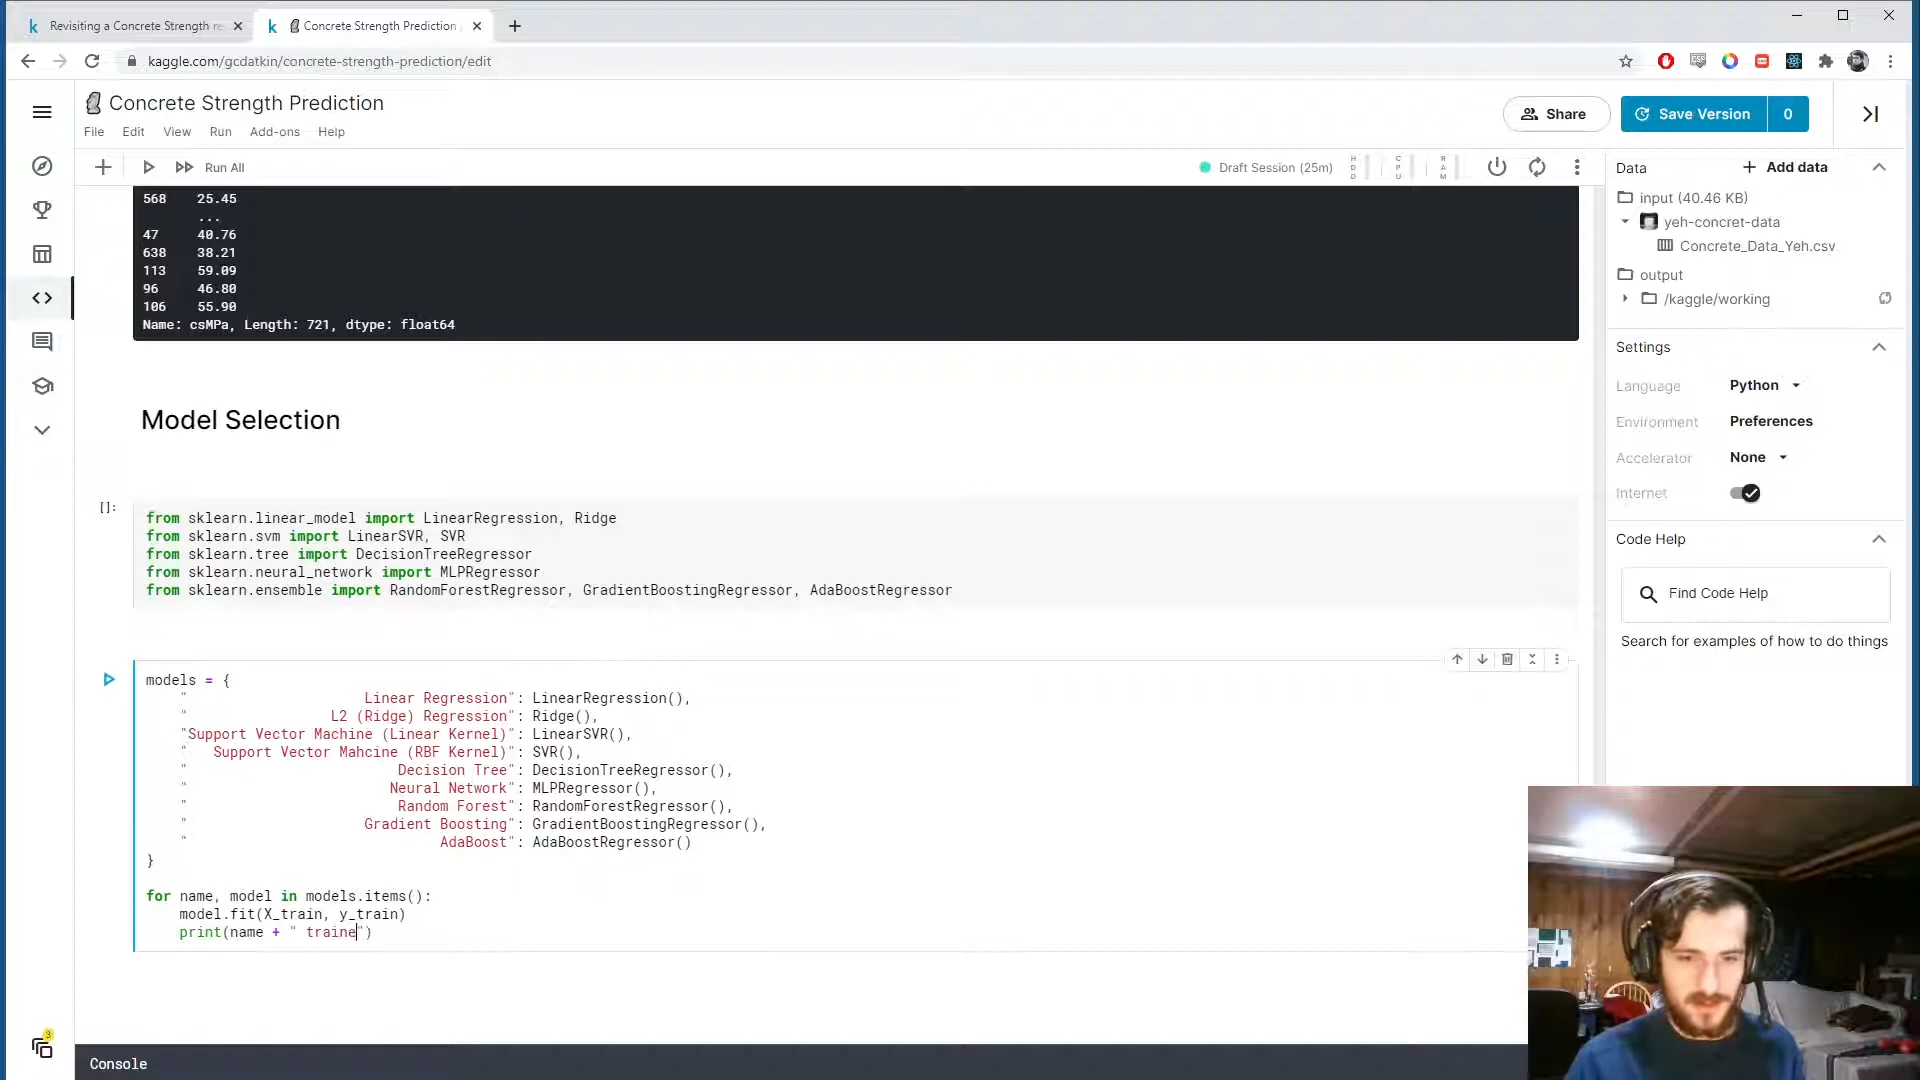 Revisiting a Concrete Strength re
Concrete Strength Prediction
kaggle.com/gcdatkin/concrete-strength-prediction/edit
Concrete Strength Prediction
File Edit View Run Add-ons Help
Share
Save Version 0
Run All
Draft Session (25m)
HDD
CPU
RAM
568 25.45
...
47 40.76
638 38.21
113 59.09
96 46.80
106 55.90
Name: csMPa, Length: 721, dtype: float64
Model Selection
[]:
from sklearn.linear_model import LinearRegression, Ridge
from sklearn.svm import LinearSVR, SVR
from sklearn.tree import DecisionTreeRegressor
from sklearn.neural_network import MLPRegressor
from sklearn.ensemble import RandomForestRegressor, GradientBoostingRegressor, AdaBoostRegressor
models = {
" Linear Regression": LinearRegression(),
" L2 (Ridge) Regression": Ridge(),
"Support Vector Machine (Linear Kernel)": LinearSVR(),
" Support Vector Mahcine (RBF Kernel)": SVR(),
" Decision Tree": DecisionTreeRegressor(),
" Neural Network": MLPRegressor(),
" Random Forest": RandomForestRegressor(),
" Gradient Boosting": GradientBoostingRegressor(),
" AdaBoost": AdaBoostRegressor()
}
for name, model in models.items():
model.fit(X_train, y_train)
print(name + " traine")
Console
3
Data
Add data
input (40.46 KB)
yeh-concret-data
Concrete_Data_Yeh.csv
output
/kaggle/working
Settings
Language Python
Environment Preferences
Accelerator None
Internet
Code Help
Find Code Help
Search for examples of how to do things